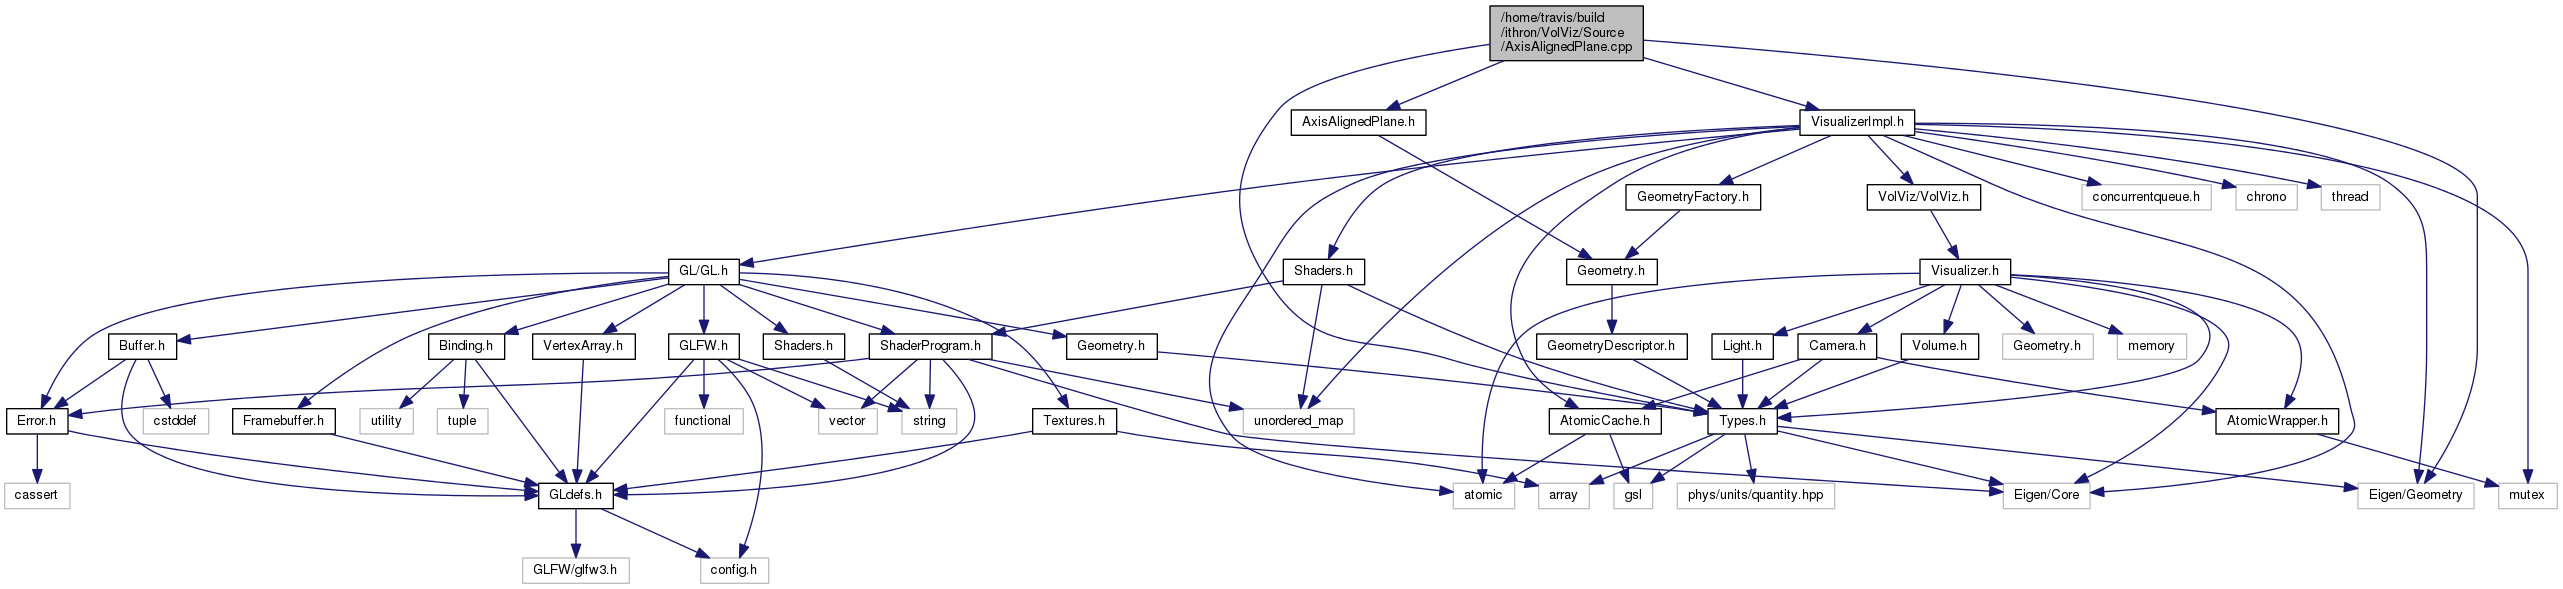 /home/travis/build
/ithron/VolViz/Source
/AxisAlignedPlane.cpp
AxisAlignedPlane.h
VisualizerImpl.h
GeometryFactory.h
VolViz/VolViz.h
concurrentqueue.h
chrono
thread
GL/GL.h
Shaders.h
Geometry.h
Visualizer.h
Buffer.h
Binding.h
VertexArray.h
GLFW.h
Shaders.h
ShaderProgram.h
Geometry.h
GeometryDescriptor.h
Light.h
Camera.h
Volume.h
Geometry.h
memory
Error.h
cstddef
Framebuffer.h
utility
tuple
functional
vector
string
Textures.h
unordered_map
AtomicCache.h
Types.h
AtomicWrapper.h
cassert
GLdefs.h
atomic
array
gsl
phys/units/quantity.hpp
Eigen/Core
Eigen/Geometry
mutex
GLFW/glfw3.h
config.h